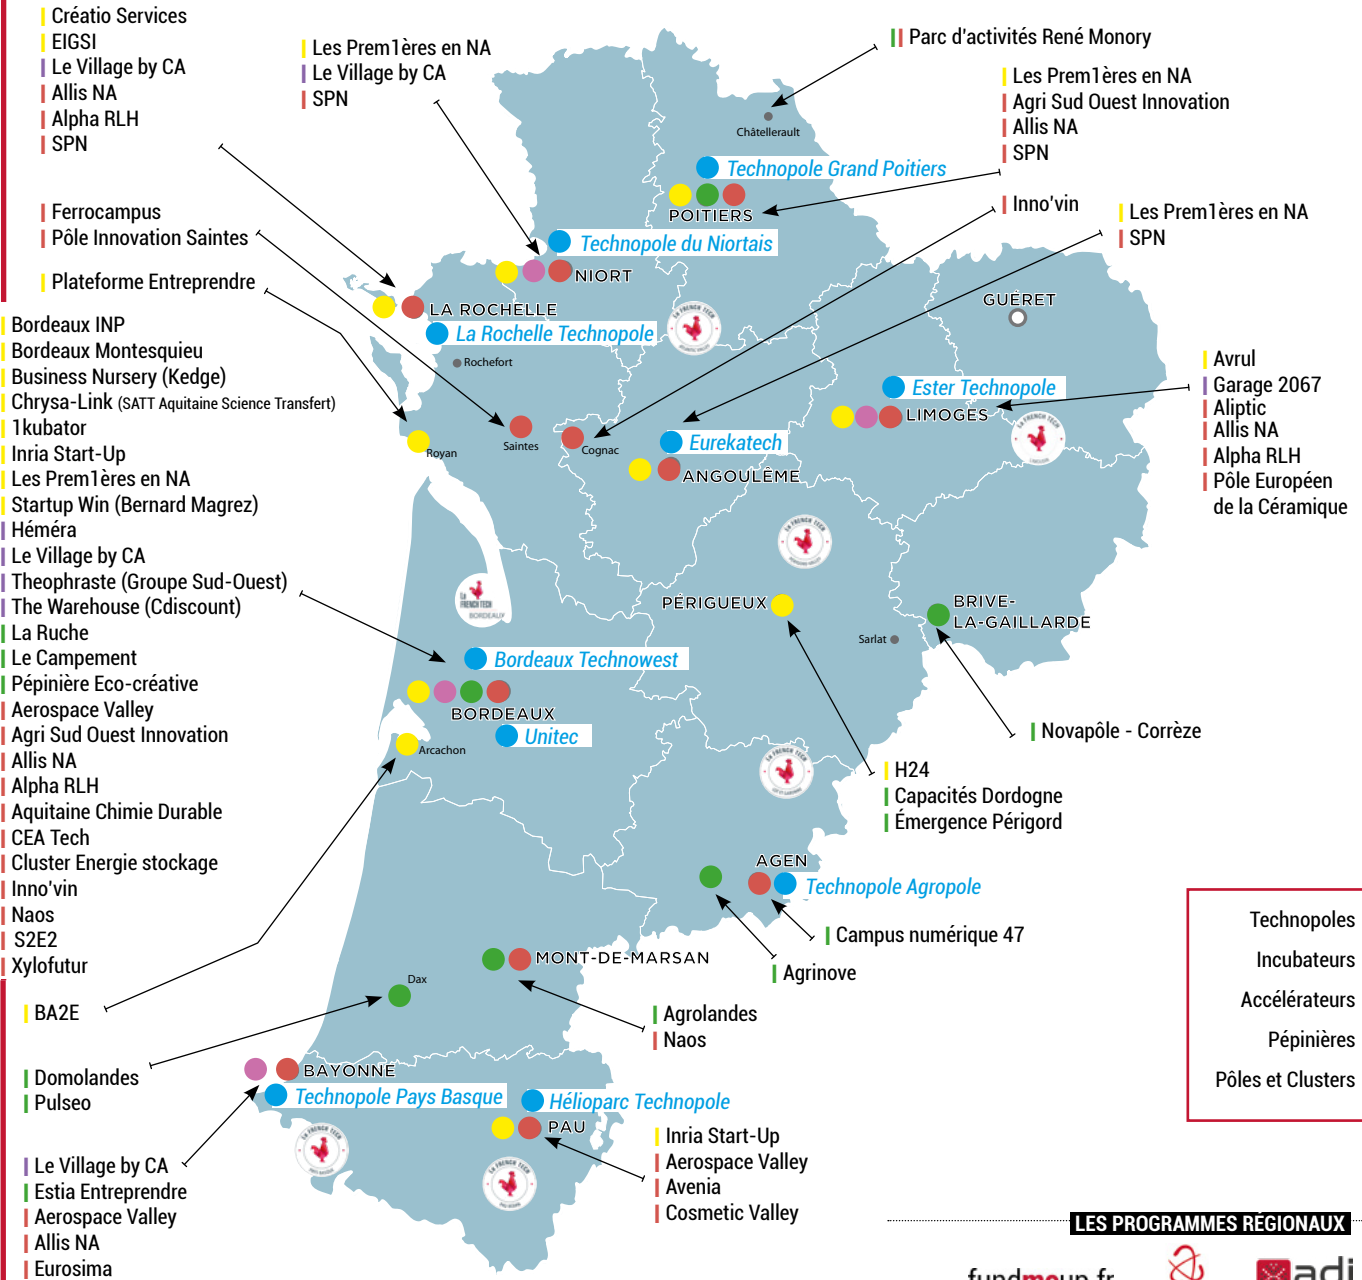 Créatio Services
EIGSI
Le Village by CA
Allis NA
Alpha RLH
SPN
Les Prem1ères en NA
Le Village by CA
SPN
Parc d'activités René Monory
Les Prem1ères en NA
Agri Sud Ouest Innovation
Allis NA
SPN
Inno'vin
Les Prem1ères en NA
SPN
Ferrocampus
Pôle Innovation Saintes
Plateforme Entreprendre
Bordeaux INP
Bordeaux Montesquieu
Business Nursery (Kedge)
Chrysa-Link (SATT Aquitaine Science Transfert)
1kubator
Inria Start-Up
Les Prem1ères en NA
Startup Win (Bernard Magrez)
Héméra
Le Village by CA
Theophraste (Groupe Sud-Ouest)
The Warehouse (Cdiscount)
La Ruche
Le Campement
Pépinière Eco-créative
Aerospace Valley
Agri Sud Ouest Innovation
Allis NA
Alpha RLH
Aquitaine Chimie Durable
CEA Tech
Cluster Energie stockage
Inno'vin
Naos
S2E2
Xylofutur
BA2E
Domolandes
Pulseo
Le Village by CA
Estia Entreprendre
Aerospace Valley
Allis NA
Eurosima
Châtellerault
Technopole Grand Poitiers
POITIERS
Technopole du Niortais
NIORT
LA ROCHELLE
La Rochelle Technopole
Rochefort
GUÉRET
Ester Technopole
LIMOGES
Avrul
Garage 2067
Aliptic
Allis NA
Alpha RLH
Pôle Européen
de la Céramique
Saintes
Cognac
Royan
Eurekatech
ANGOULÊME
La
FRENCH TECH
BORDEAUX
PÉRIGUEUX
Sarlat
BRIVE-
LA-GAILLARDE
Bordeaux Technowest
BORDEAUX
Unitec
Arcachon
Novapôle - Corrèze
H24
Capacités Dordogne
Émergence Périgord
AGEN
Technopole Agropole
Campus numérique 47
Agrinove
MONT-DE-MARSAN
Dax
Agrolandes
Naos
BAYONNE
Technopole Pays Basque
Hélioparc Technopole
PAU
Inria Start-Up
Aerospace Valley
Avenia
Cosmetic Valley
Technopoles
Incubateurs
Accélérateurs
Pépinières
Pôles et Clusters
LES PROGRAMMES RÉGIONAUX
fundmeup.fr
adi